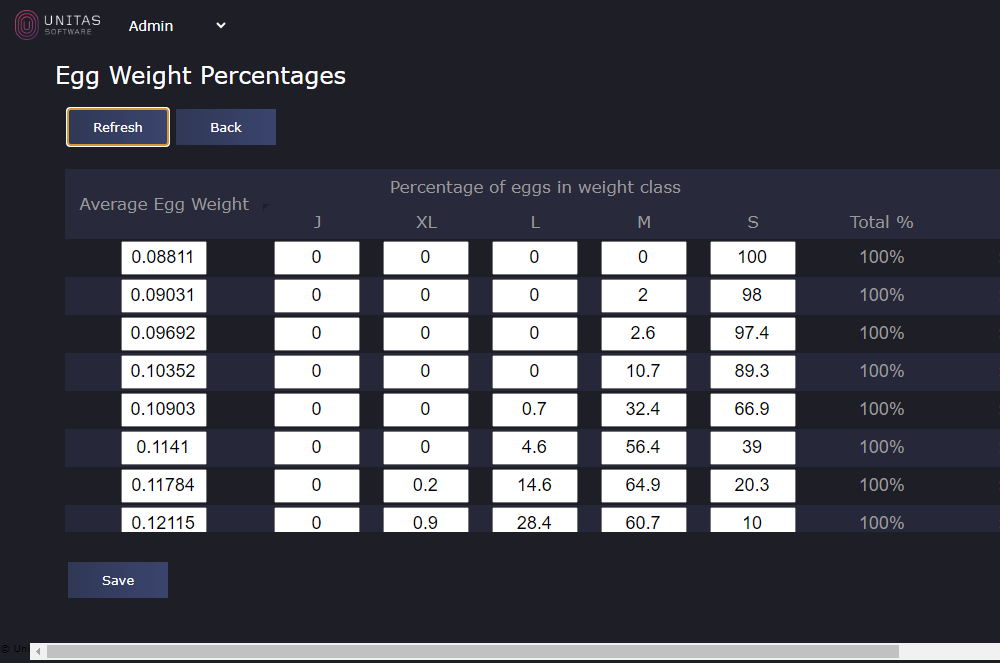 UNITAS
SOFTWARE
Admin
Egg Weight Percentages
Refresh Back
Percentage of eggs in weight class
Average Egg Weight
J XL L M S Total %
0.08811 0 0 0 0 100 100%
0.09031 0 0 0 2 98 100%
0.09692 0 0 0 2.6 97.4 100%
0.10352 0 0 0 10.7 89.3 100%
0.10903 0 0 0.7 32.4 66.9 100%
0.1141 0 0 4.6 56.4 39 100%
0.11784 0 0.2 14.6 64.9 20.3 100%
0.12115 0 0.9 28.4 60.7 10 100%
Save
© Un